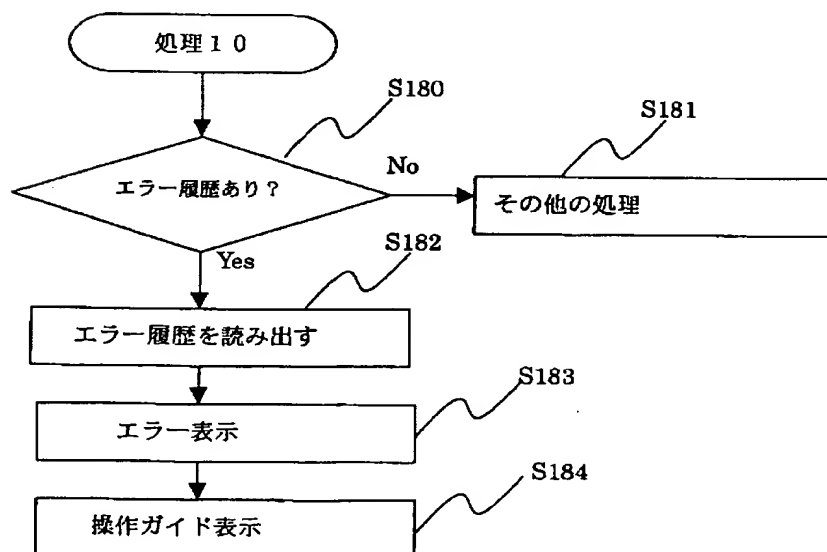 処理１０
S180
エラー履歴あり？
No
S181
その他の処理
Yes
S182
エラー履歴を読み出す
S183
エラー表示
S184
操作ガイド表示